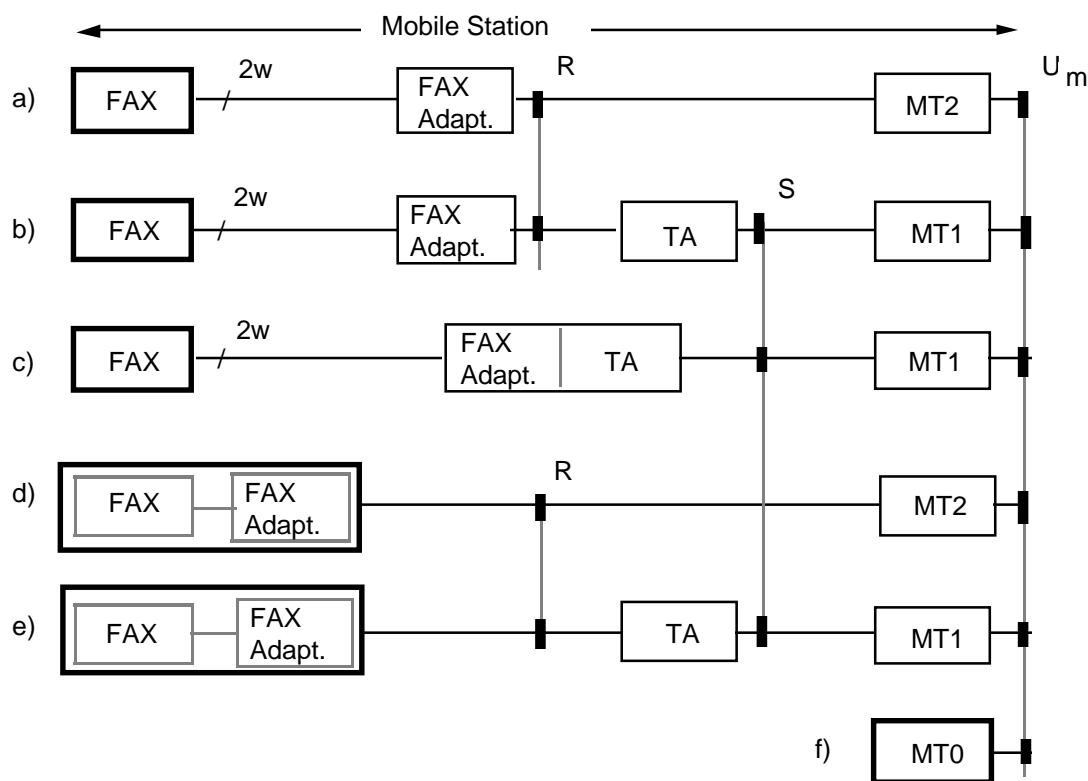 Mobile Station
R
U m
a)
2w
FAX
FAX
Adapt.
MT2
S
b)
2w
FAX
FAX
Adapt.
TA
MT1
c)
2w
FAX
FAX
Adapt.
TA
MT1
R
d)
FAX
FAX
Adapt.
MT2
e)
FAX
FAX
Adapt.
TA
MT1
f)
MT0